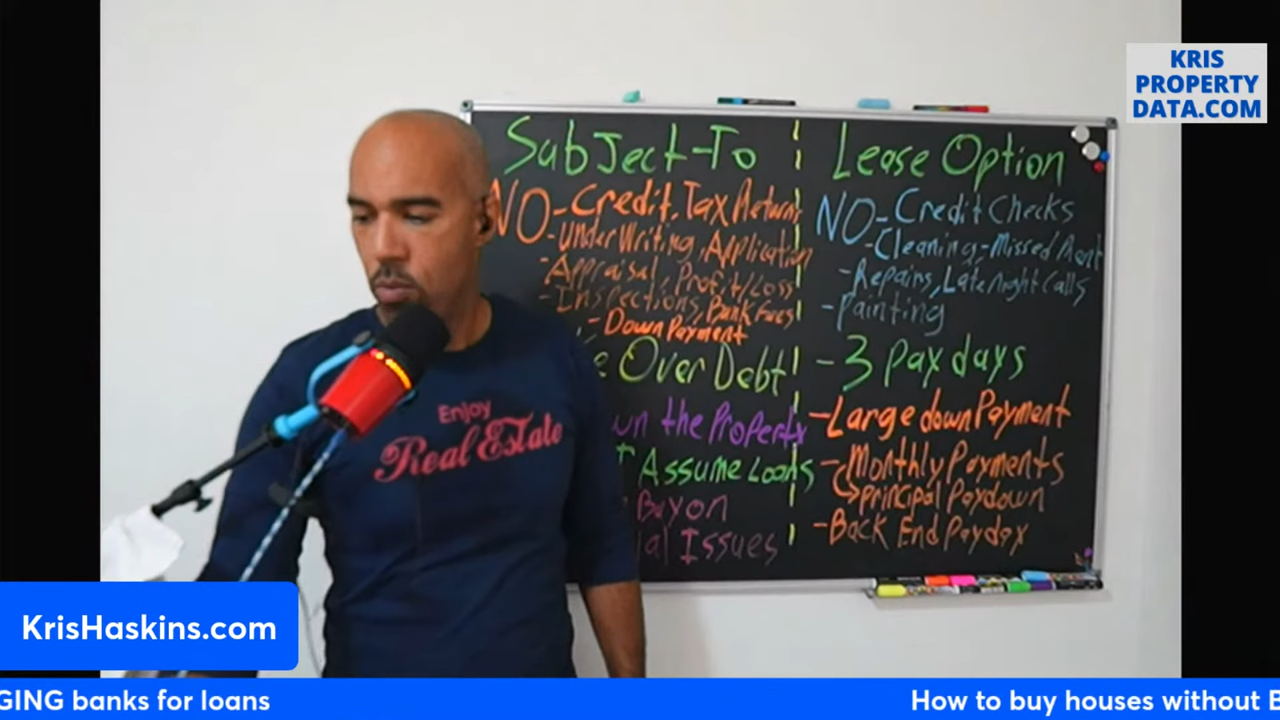 KRIS
PROPERTY
DATA.COM
Subject-To
NO-Credit, Tax Returns
-Underwriting, Application
-Appraisal, Profit/Loss
-Inspections, Bank Fees
-Down Payment
Over Debt
the Property
Assume Loans
Buy on
Issues
Lease Option
NO-Credit Checks
-Cleaning,-Missed
-Repairs, Late Night Calls
-Painting
-3 paydays
-Large down Payment
-Monthly Payments
principal Paydown
-Back End Payday
Enjoy
Real Estate
KrisHaskins.com
GING banks for loans
How to buy houses without B